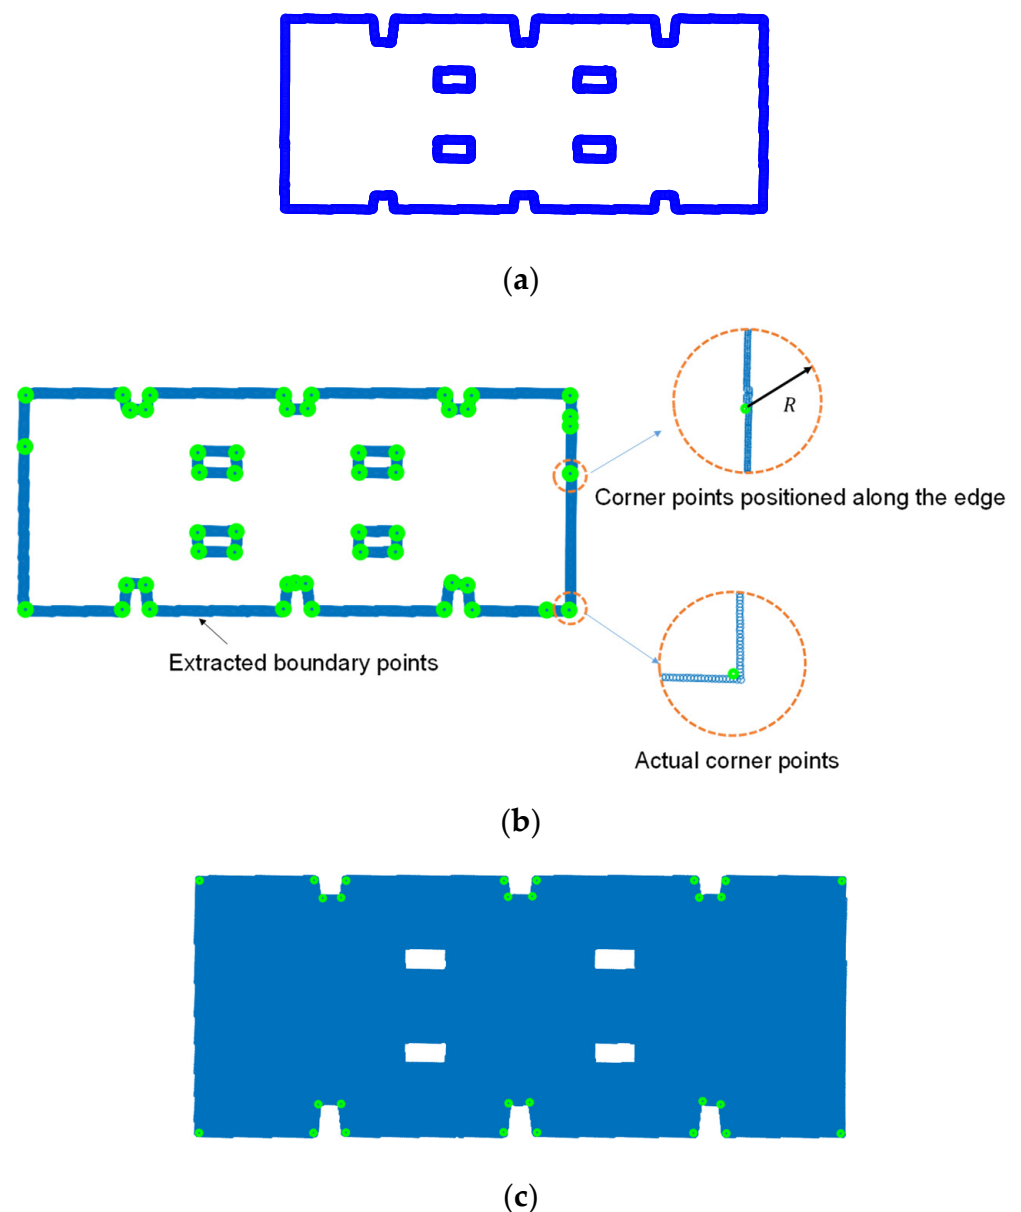 (a)
R
Corner points positioned along the edge
Extracted boundary points
Actual corner points
(b)
(c)